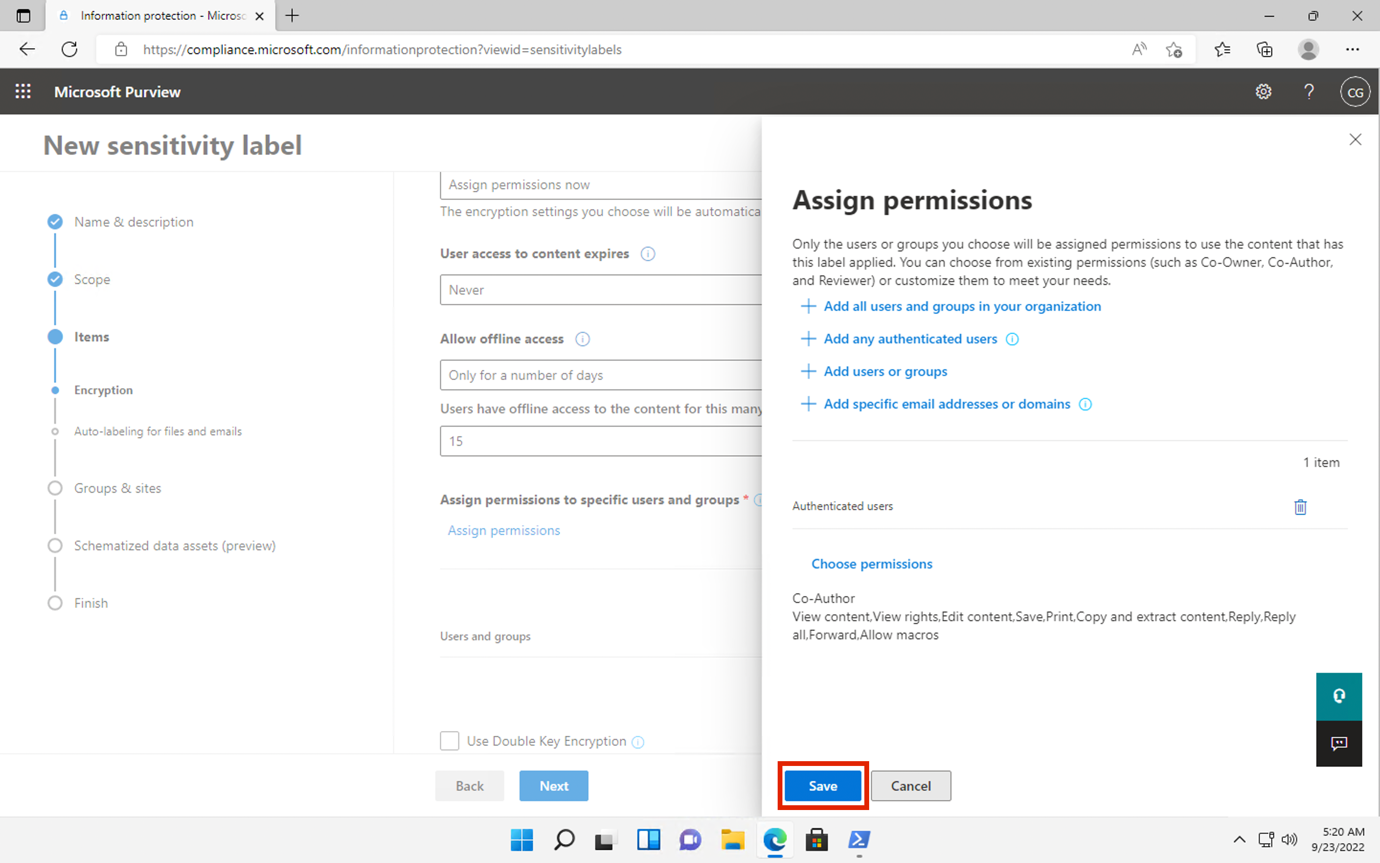 Information protection - Micros
https://compliance.microsoft.com/informationprotection?viewid=sensitivitylabels
Microsoft Purview
CG
New sensitivity label
Name & description
Scope
Items
Encryption
Auto-labeling for files and emails
Groups & sites
Schematized data assets (preview)
Finish
Assign permissions now
The encryption settings you choose will be automatica
User access to content expires
Never
Allow offline access
Only for a number of days
Users have offline access to the content for this many
15
Assign permissions to specific users and groups *
Assign permissions
Users and groups
Use Double Key Encryption
Back
Next
Assign permissions
Only the users or groups you choose will be assigned permissions to use the content that has
this label applied. You can choose from existing permissions (such as Co-Owner, Co-Author,
and Reviewer) or customize them to meet your needs.
Add all users and groups in your organization
Add any authenticated users
Add users or groups
Add specific email addresses or domains
1 item
Authenticated users
Choose permissions
Co-Author
View content,View rights,Edit content,Save,Print,Copy and extract content,Reply,Reply
all,Forward,Allow macros
Save
Cancel
5:20 AM
9/23/2022